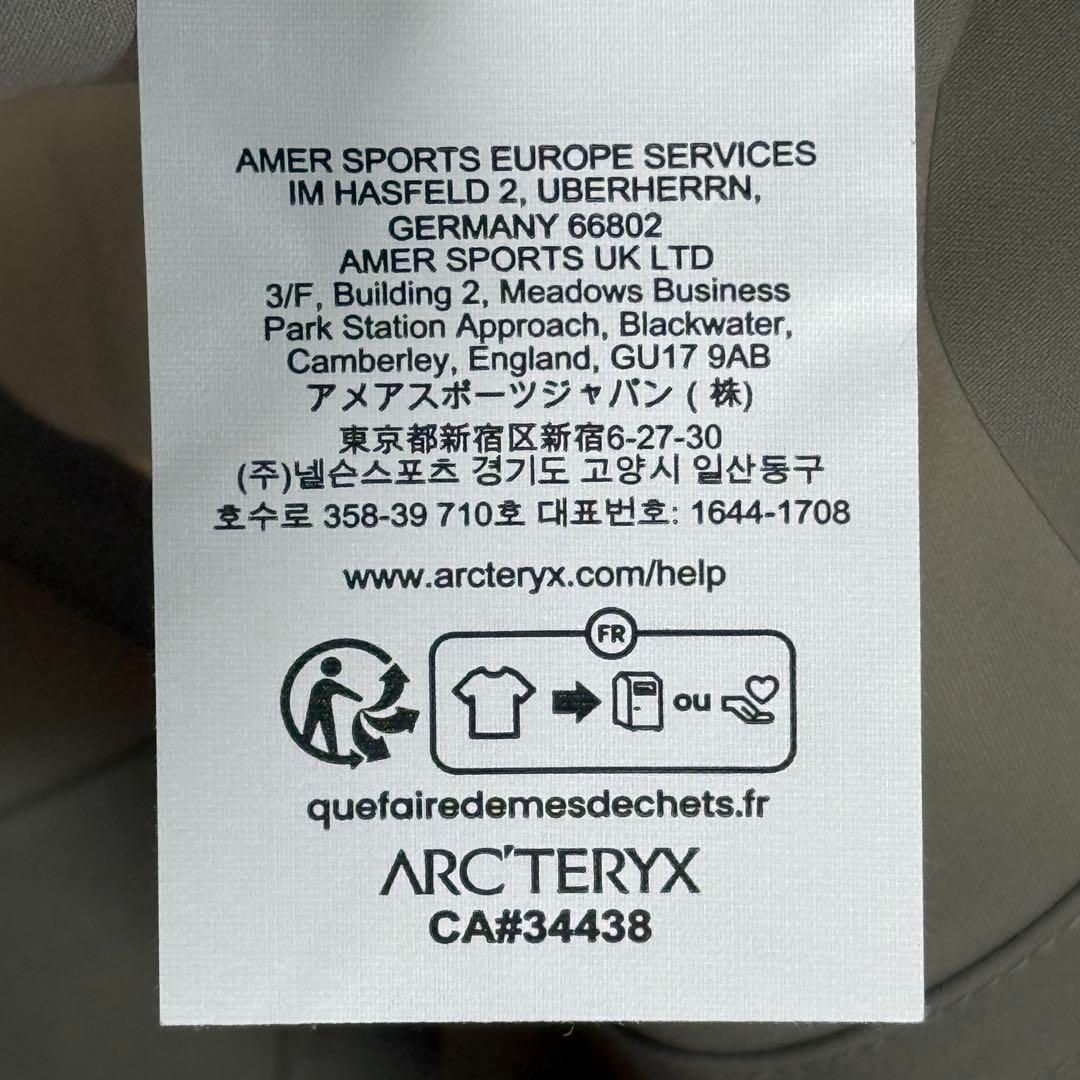 AMER SPORTS EUROPE SERVICES
IM HASFELD 2, UBERHERRN,
GERMANY 66802
AMER SPORTS UK LTD
3/F, Building 2, Meadows Business
Park Station Approach, Blackwater,
Camberley, England, GU17 9AB
アメアスポーツジャパン (株)
東京都新宿区新宿6-27-30
(주)넬슨스포츠 경기도 고양시 일산동구
호수로 358-39 710호 대표번호: 1644-1708
www.arcteryx.com/help
FR
ou
quefairedemesdechets.fr
ARC'TERYX
CA#34438